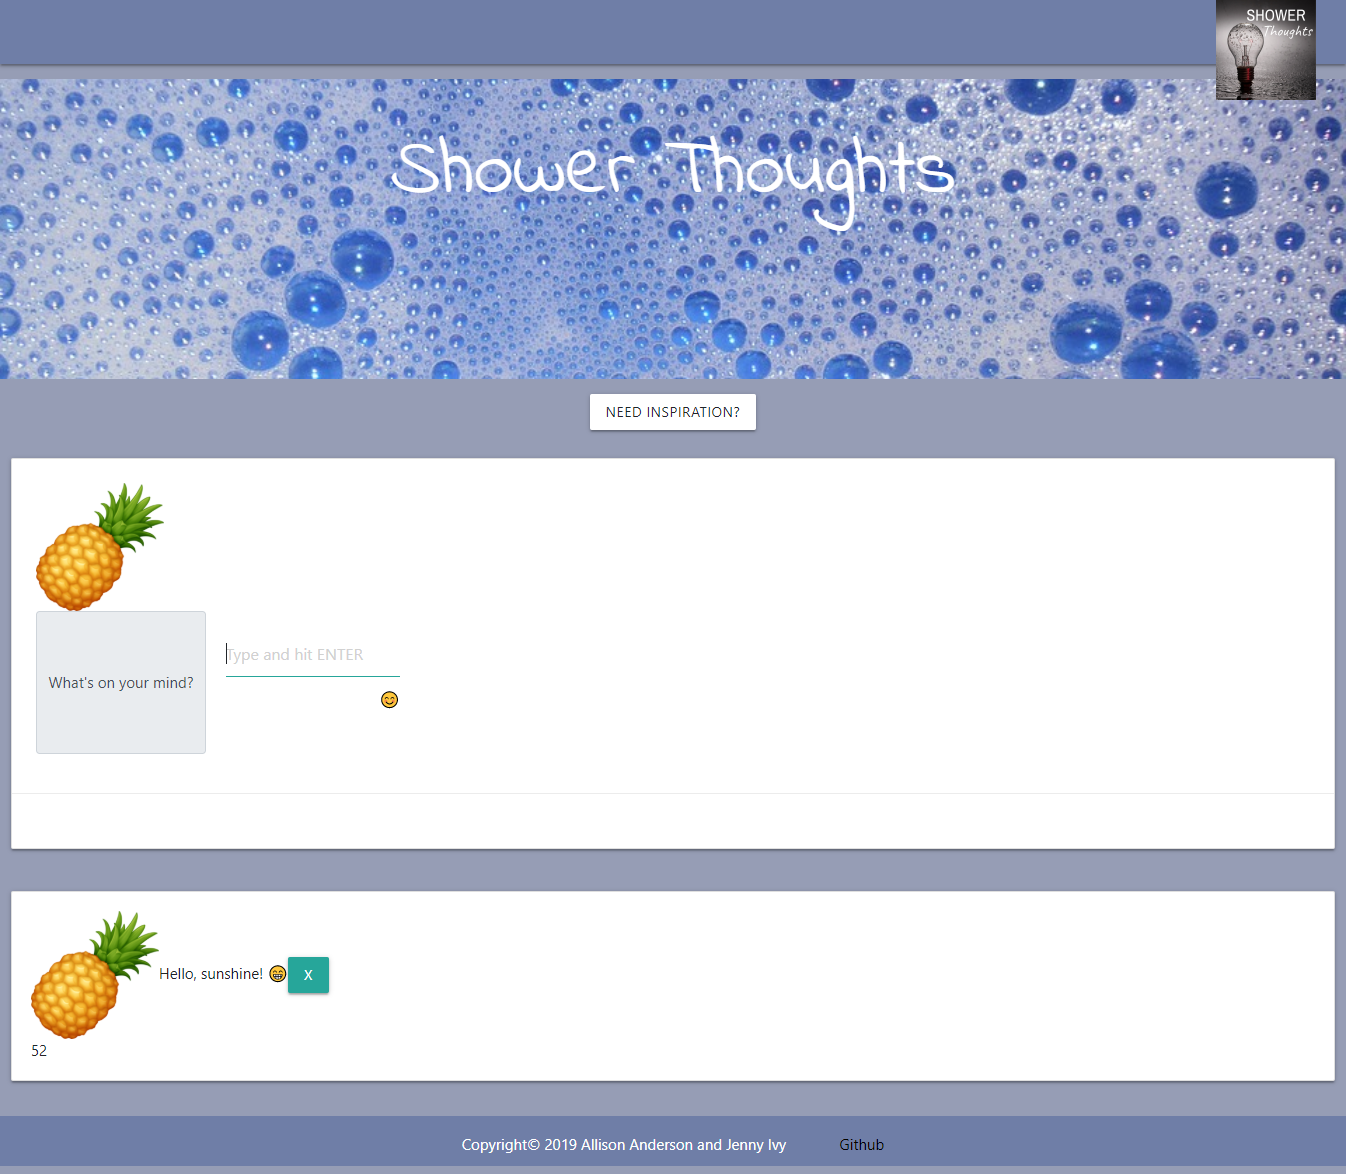 SHOWER
Thoughts
Shower Thoughts
NEED INSPIRATION?
What's on your mind?
Type and hit ENTER
Hello, sunshine! 😁 X
52
Copyright© 2019 Allison Anderson and Jenny Ivy Github